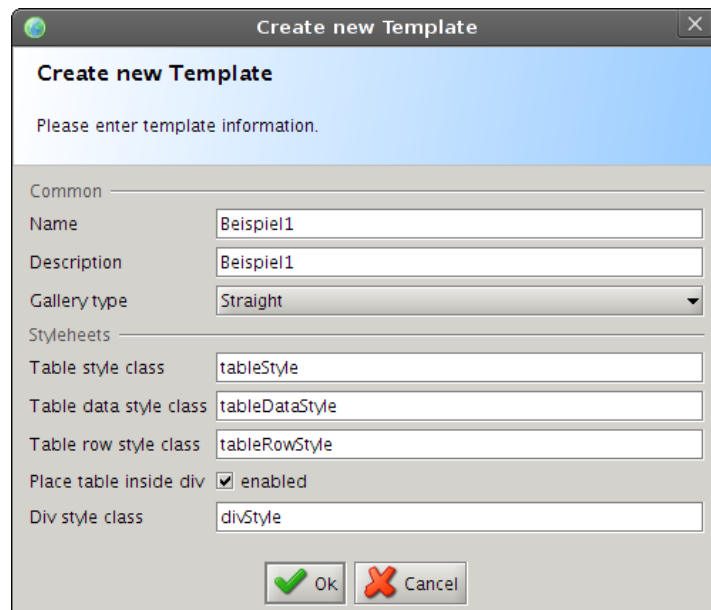 Create new Template
Create new Template
Please enter template information.
Common
Name Beispiel1
Description Beispiel1
Gallery type Straight
Styleheets
Table style class tableStyle
Table data style class tableDataStyle
Table row style class tableRowStyle
Place table inside div enabled
Div style class divStyle
Ok Cancel